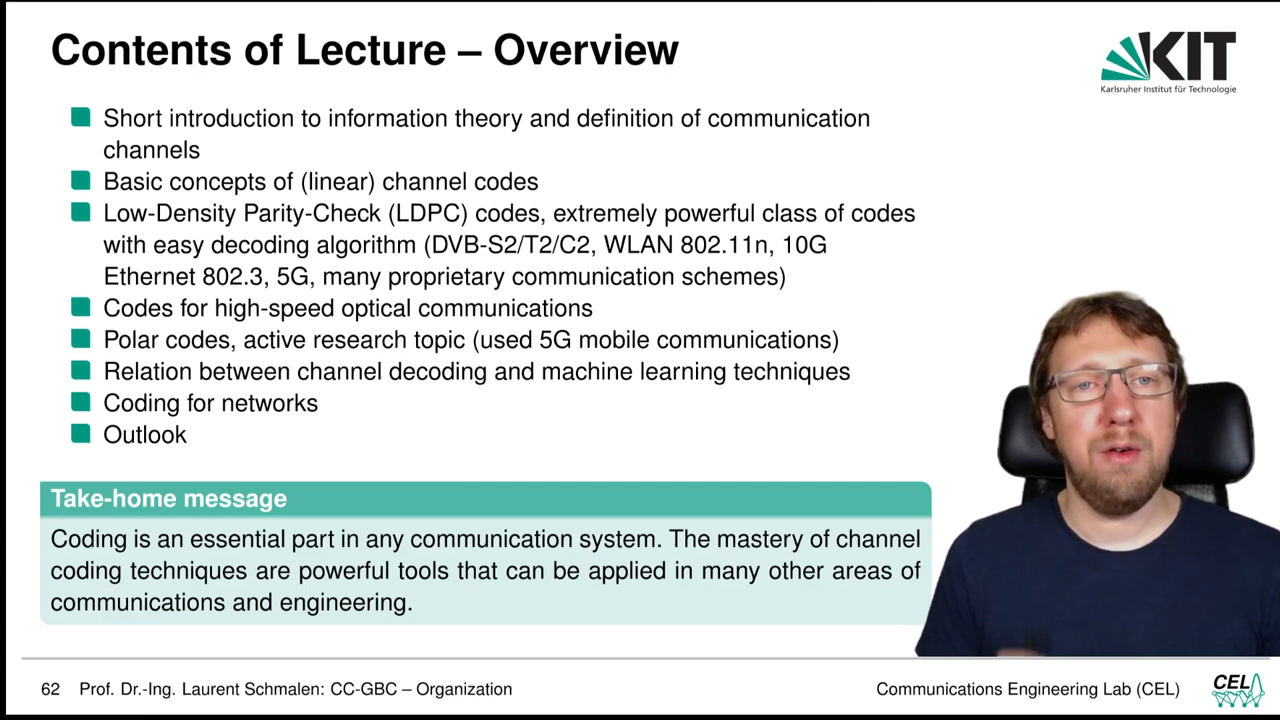 Contents of Lecture – Overview
KIT
Karlsruher Institut für Technologie
Short introduction to information theory and definition of communication
channels
Basic concepts of (linear) channel codes
Low-Density Parity-Check (LDPC) codes, extremely powerful class of codes
with easy decoding algorithm (DVB-S2/T2/C2, WLAN 802.11n, 10G
Ethernet 802.3, 5G, many proprietary communication schemes)
Codes for high-speed optical communications
Polar codes, active research topic (used 5G mobile communications)
Relation between channel decoding and machine learning techniques
Coding for networks
Outlook
Take-home message
Coding is an essential part in any communication system. The mastery of channel
coding techniques are powerful tools that can be applied in many other areas of
communications and engineering.
62 Prof. Dr.-Ing. Laurent Schmalen: CC-GBC – Organization
Communications Engineering Lab (CEL)
CEL